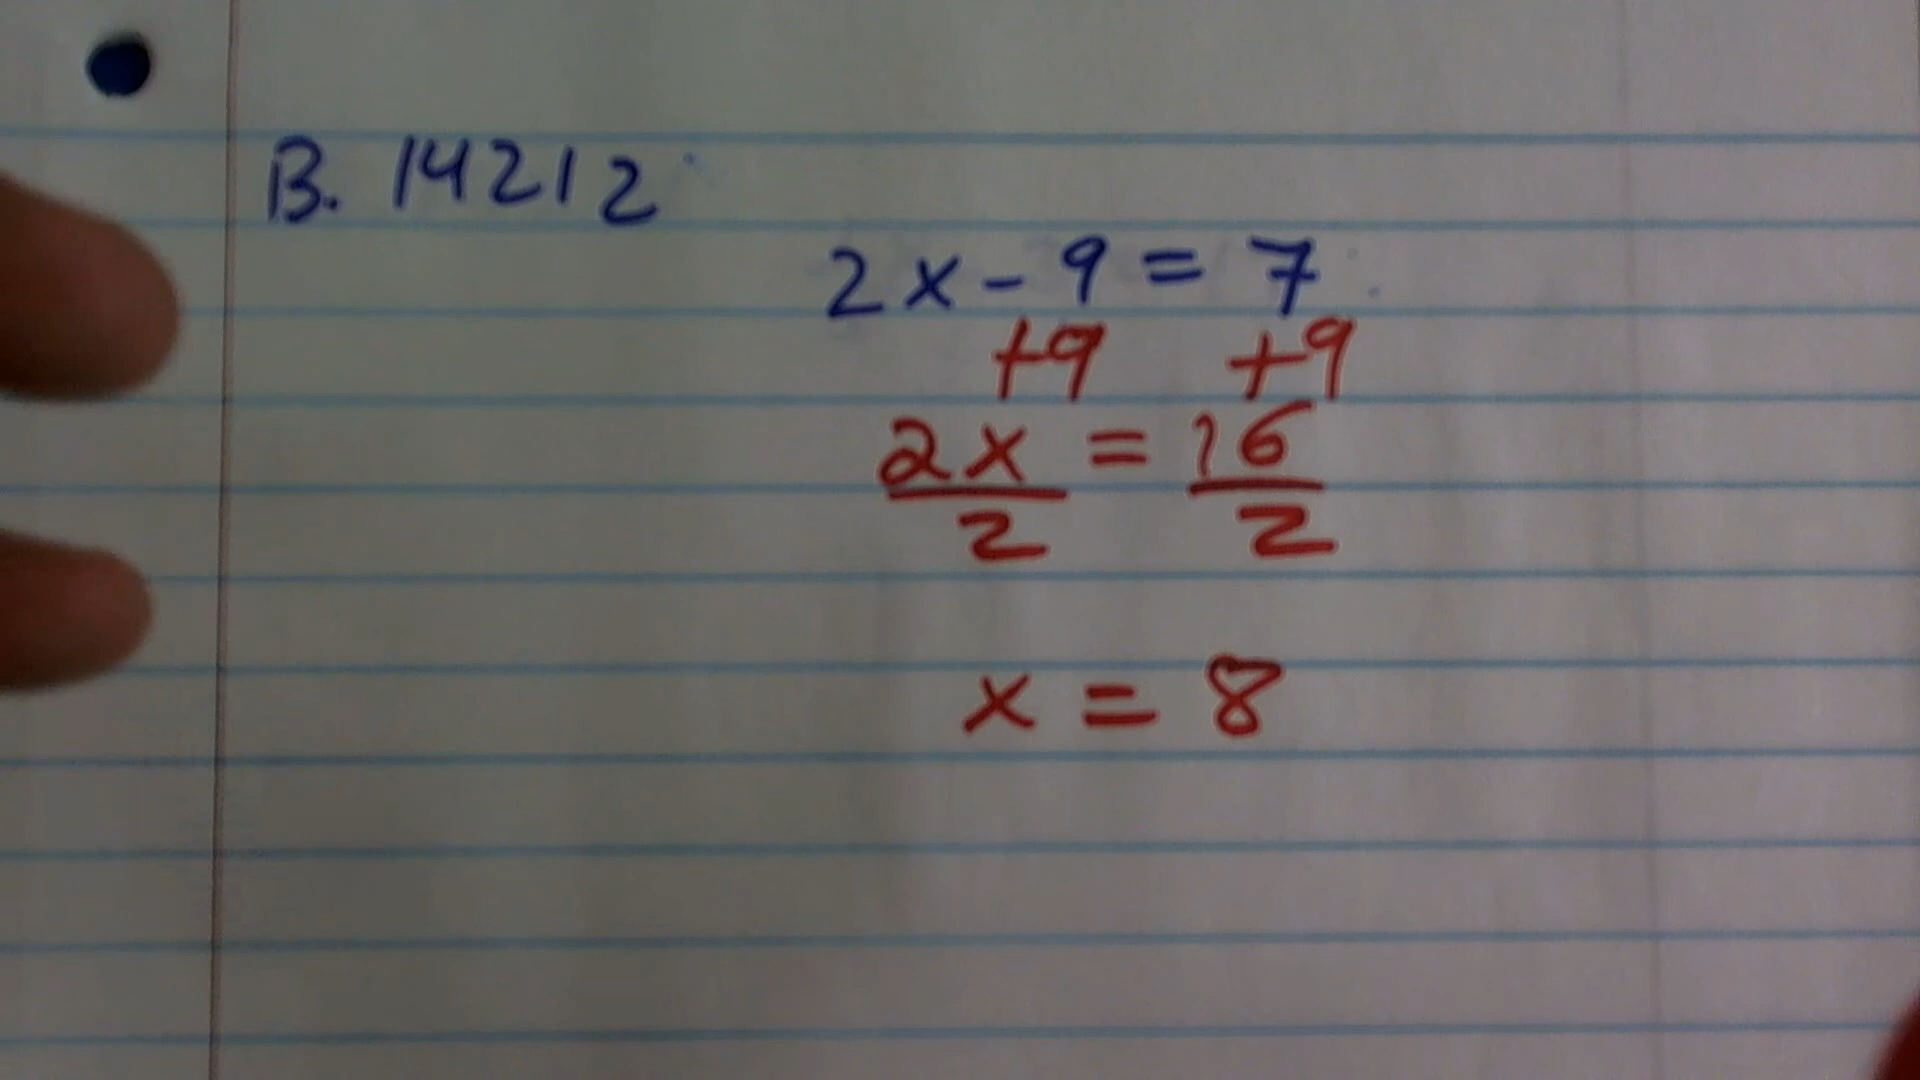 B. 14212
2x - 9 = 7
+9 +9
2x = 16
2 2
x = 8